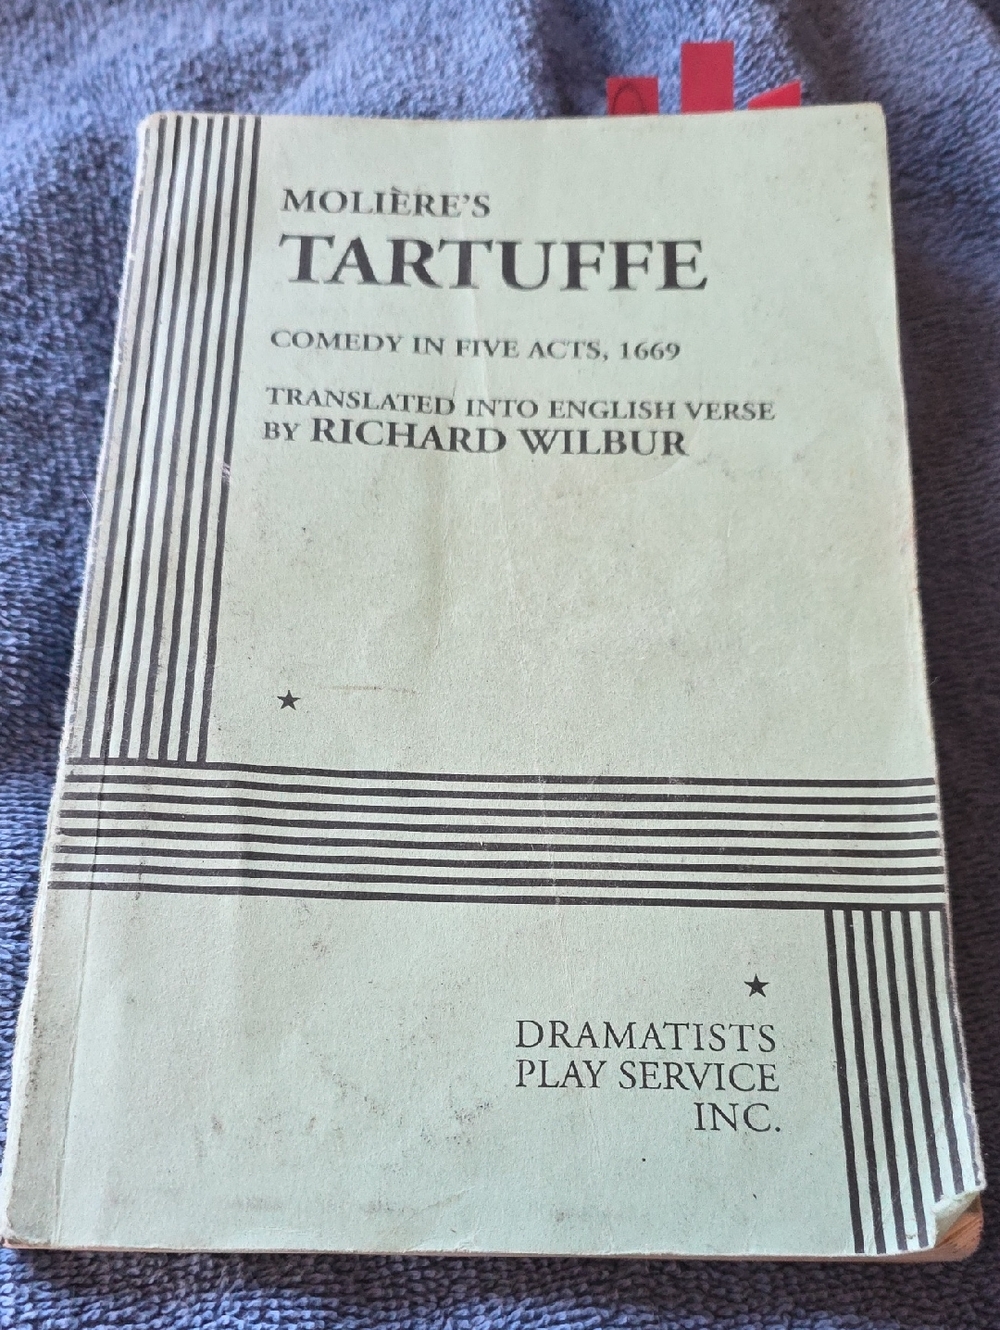 MOLIÈRE'S
TARTUFFE
COMEDY IN FIVE ACTS, 1669
TRANSLATED INTO ENGLISH VERSE
BY RICHARD WILBUR
DRAMATISTS
PLAY SERVICE
INC.